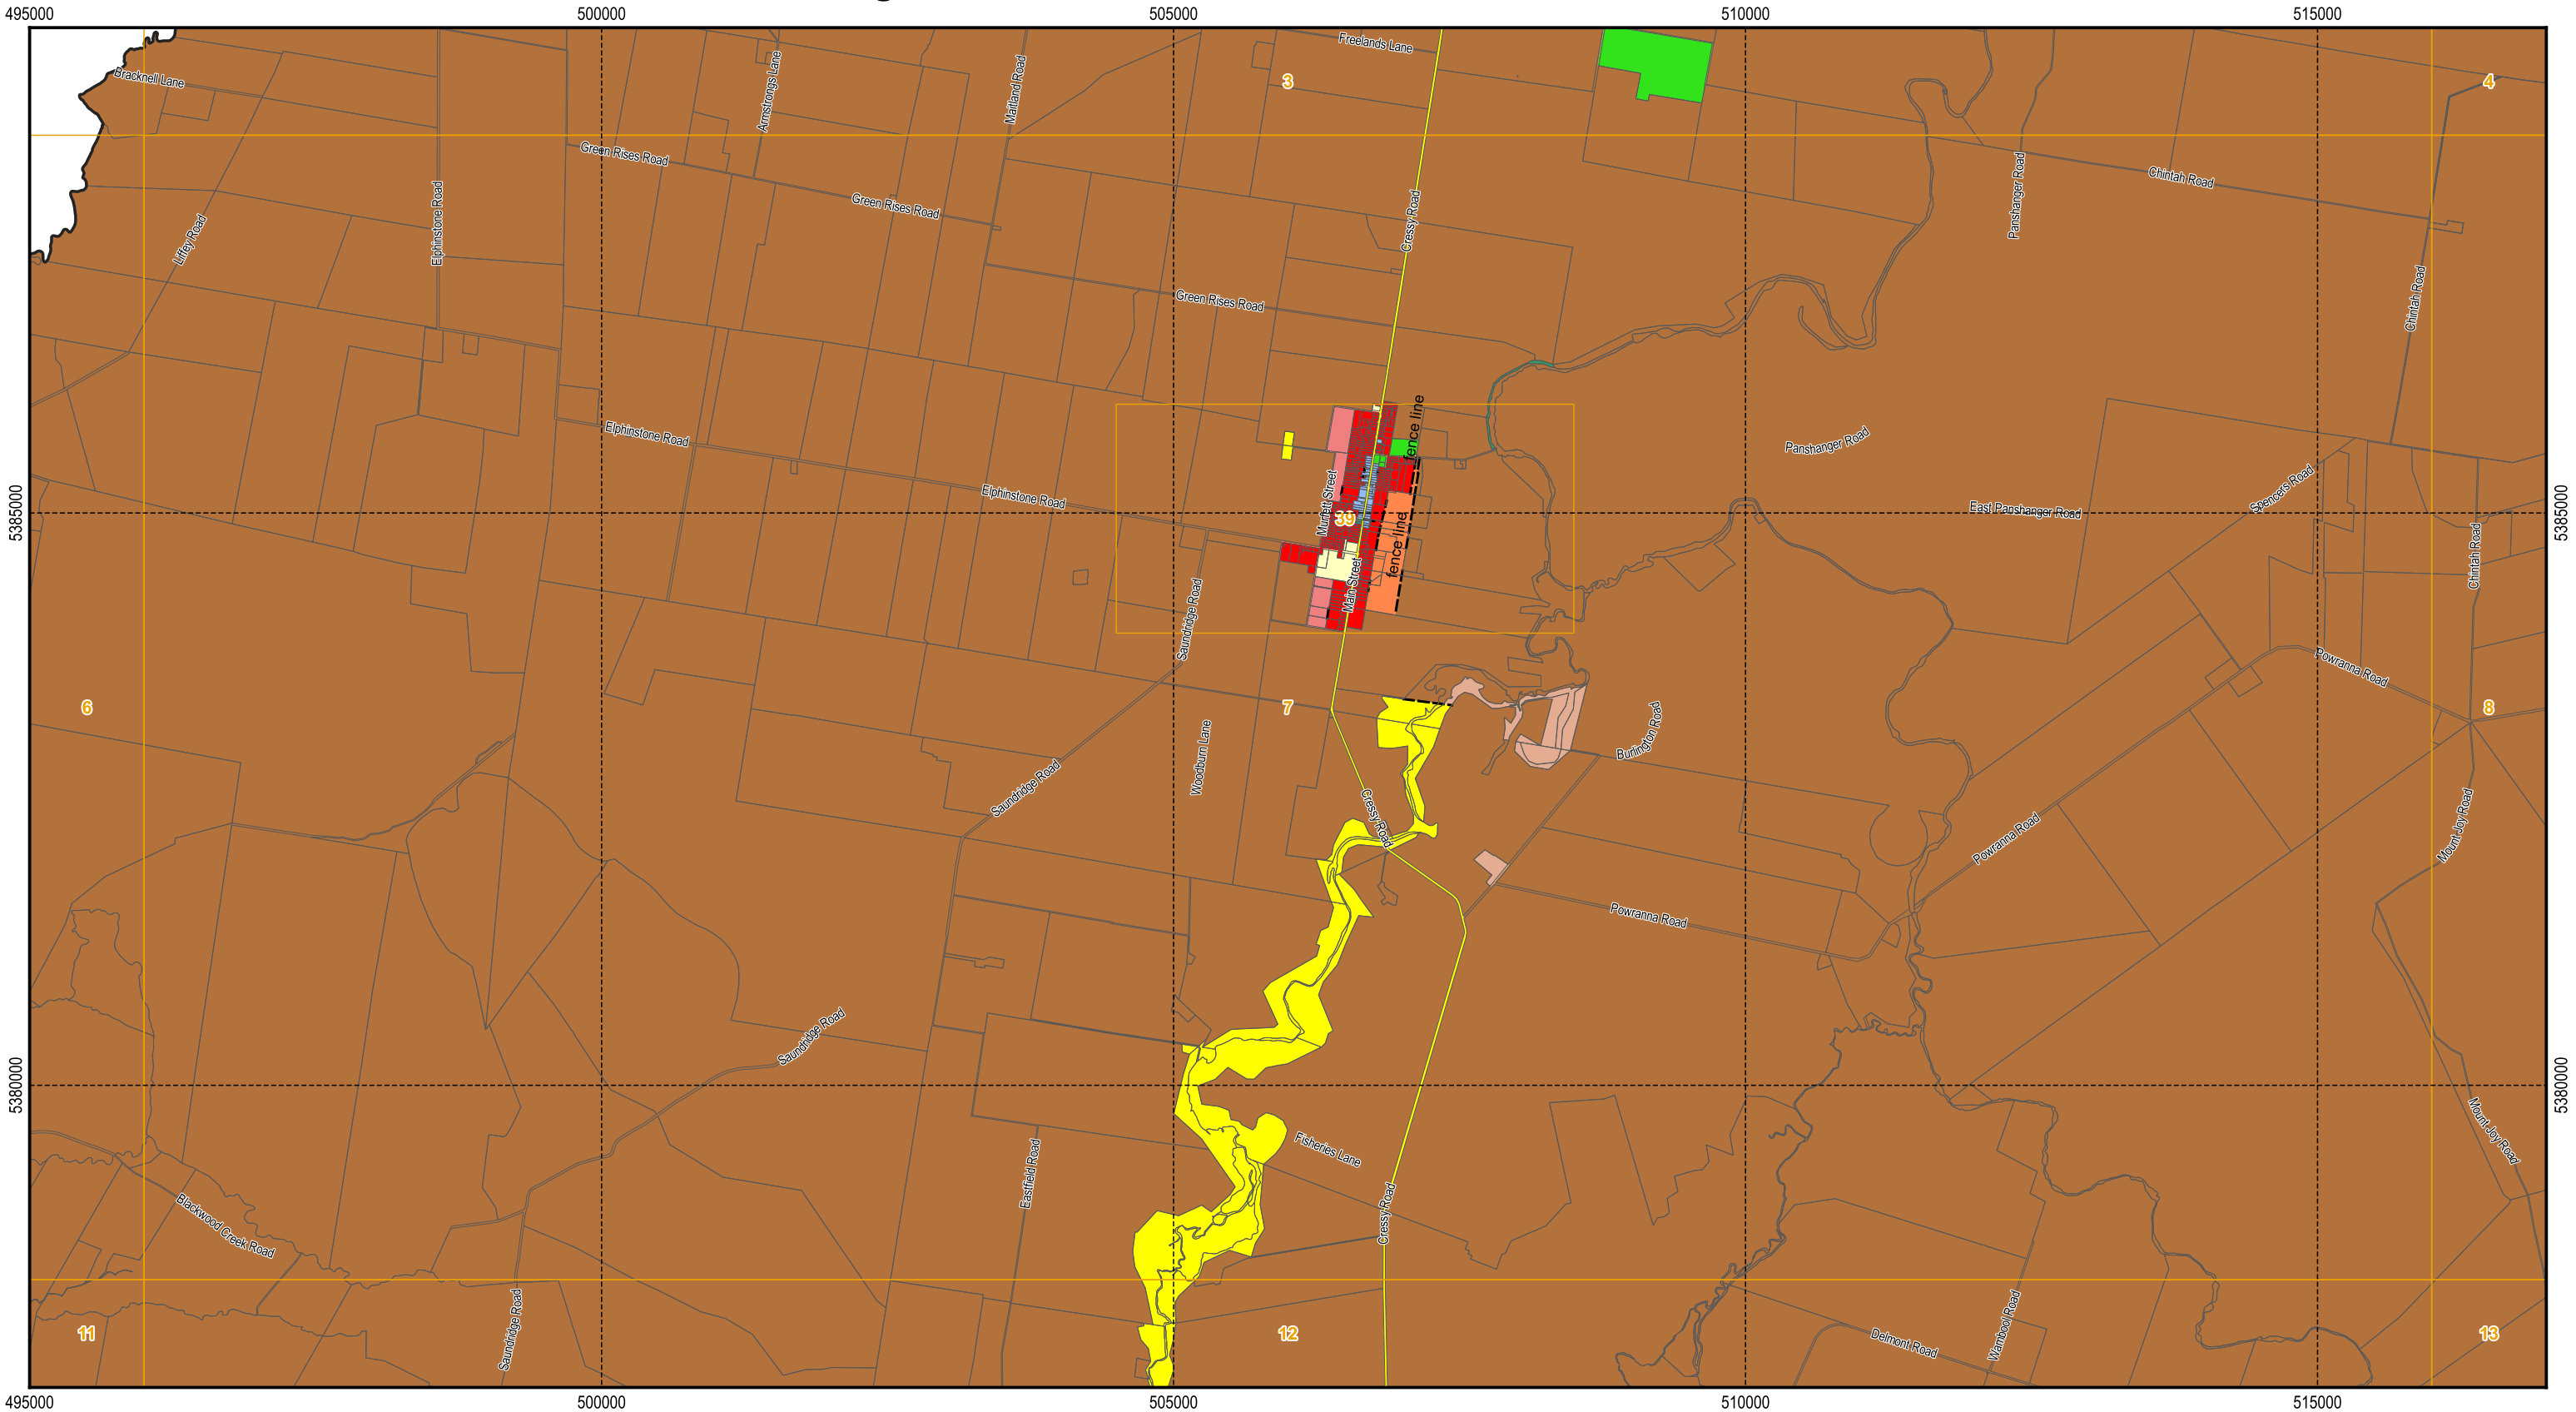 495000
500000
505000
510000
515000
Freelands Lane
3
4
Bracknell Lane
Armstrongs Lane
Maitland Road
Green Rises Road
Panshanger Road
Chintah Road
Green Rises Road
Cressy Road
Elphinstone Road
Liffey Road
Green Rises Road
Chintah Road
fence line
Elphinstone Road
Panshanger Road
Elphinstone Road
Murfett Street
Spencers Road
East Panshanger Road
5385000
39
5385000
fence line
Chintah Road
Main Street
Saundridge Road
Powranna Road
6
7
8
Burlington Road
Woodburn Lane
Saundridge Road
Cressy Road
Powranna Road
Mount Joy Road
Powranna Road
Saundridge Road
5380000
5380000
Fisheries Lane
Mount Joy Road
Eastfield Road
Cressy Road
Blackwood Creek Road
Saundridge Road
11
12
Delmont Road
Wambool Road
13
495000
500000
505000
510000
515000